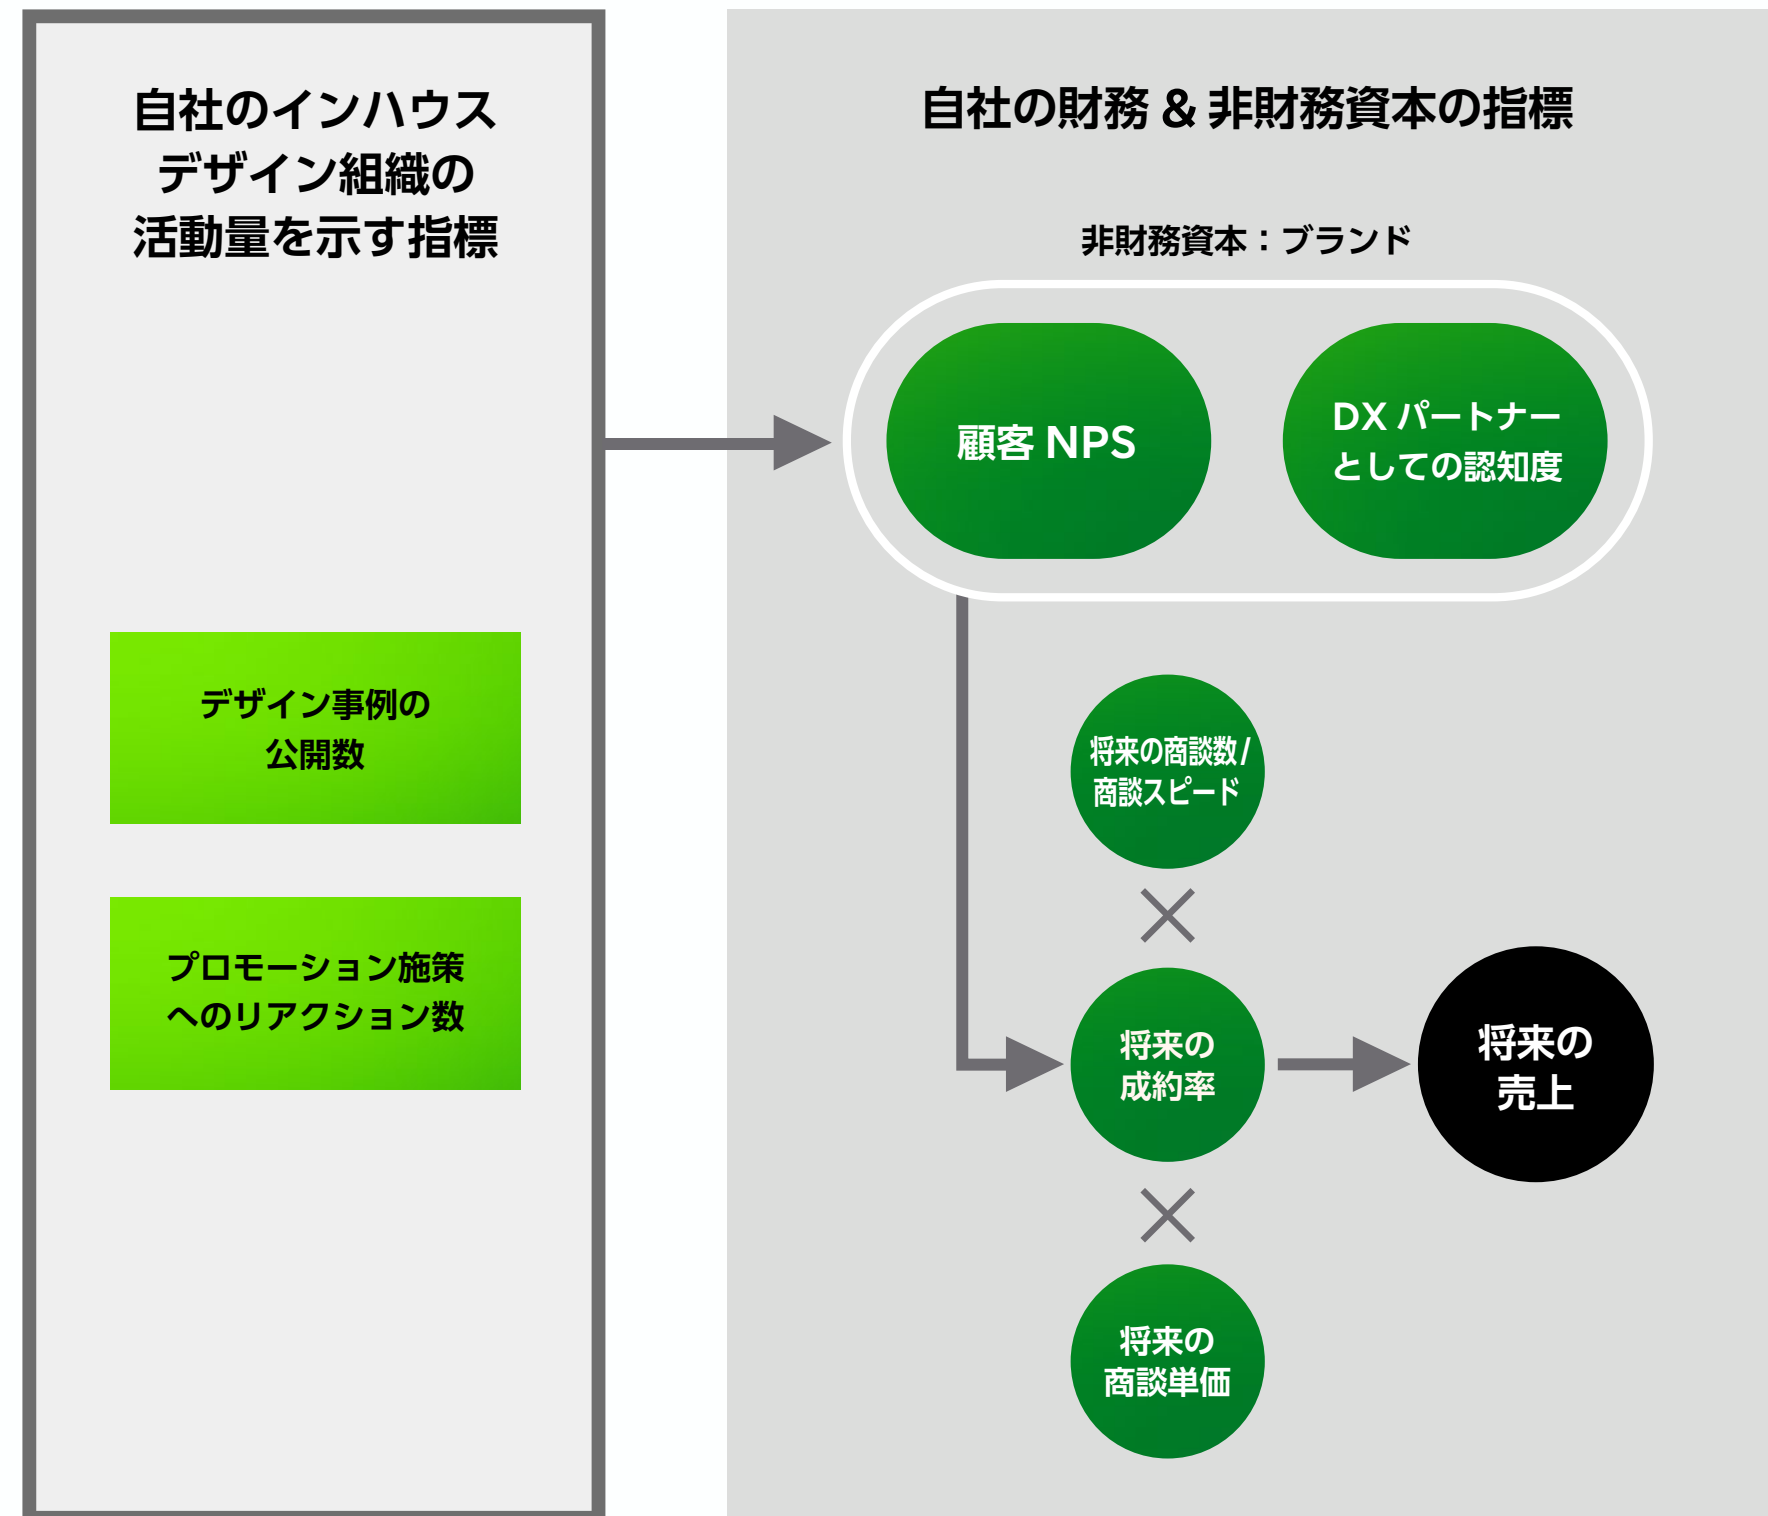 自社のインハウス
デザイン組織の
活動量を示す指標
デザイン事例の
公開数
プロモーション施策
へのリアクション数
自社の財務 & 非財務資本の指標
非財務資本：ブランド
顧客 NPS
DX パートナー
としての認知度
将来の商談数/
商談スピード
×
将来の
成約率
×
将来の
商談単価
将来の
売上